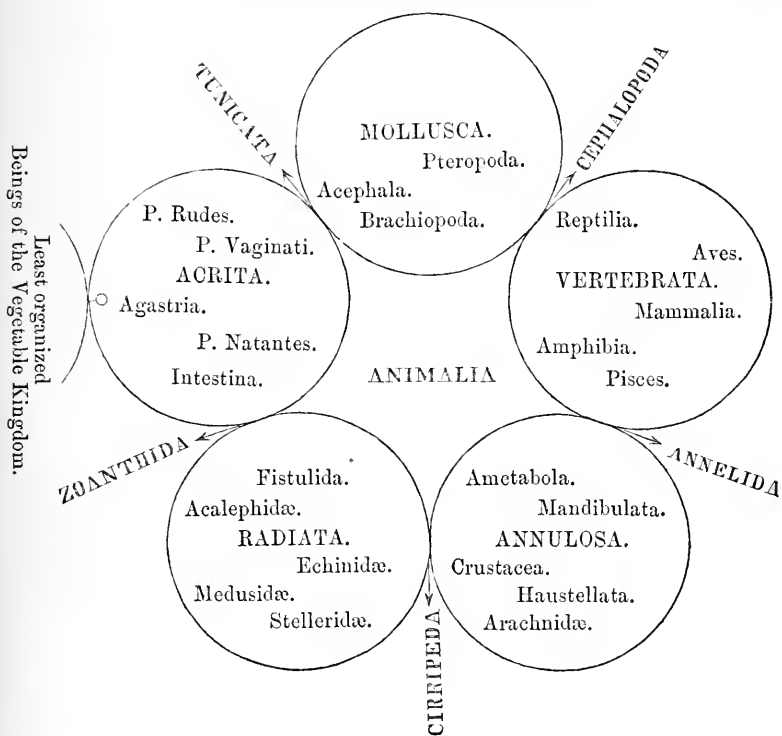 TUNICATA
CEPHALOPODA
MOLLUSCA.
Pteropoda.
Acephala.
Brachiopoda.
Least organized
Beings of the Vegetable Kingdom.
P. Rudes.
P. Vaginati.
ACRITA.
Agastria.
P. Natantes.
Intestina.
Reptilia.
Aves.
VERTEBRATA.
Mammalia.
Amphibia.
Pisces.
ANIMALIA
ZOANTHIDA
ANNELIDA
Fistulida.
Acalephidæ.
RADIATA.
Echinidæ.
Medusidæ.
Stelleridæ.
Ametabola.
Mandibulata.
ANNULOSA.
Crustacea.
Haustellata.
Arachnidæ.
CIRRIPEDA